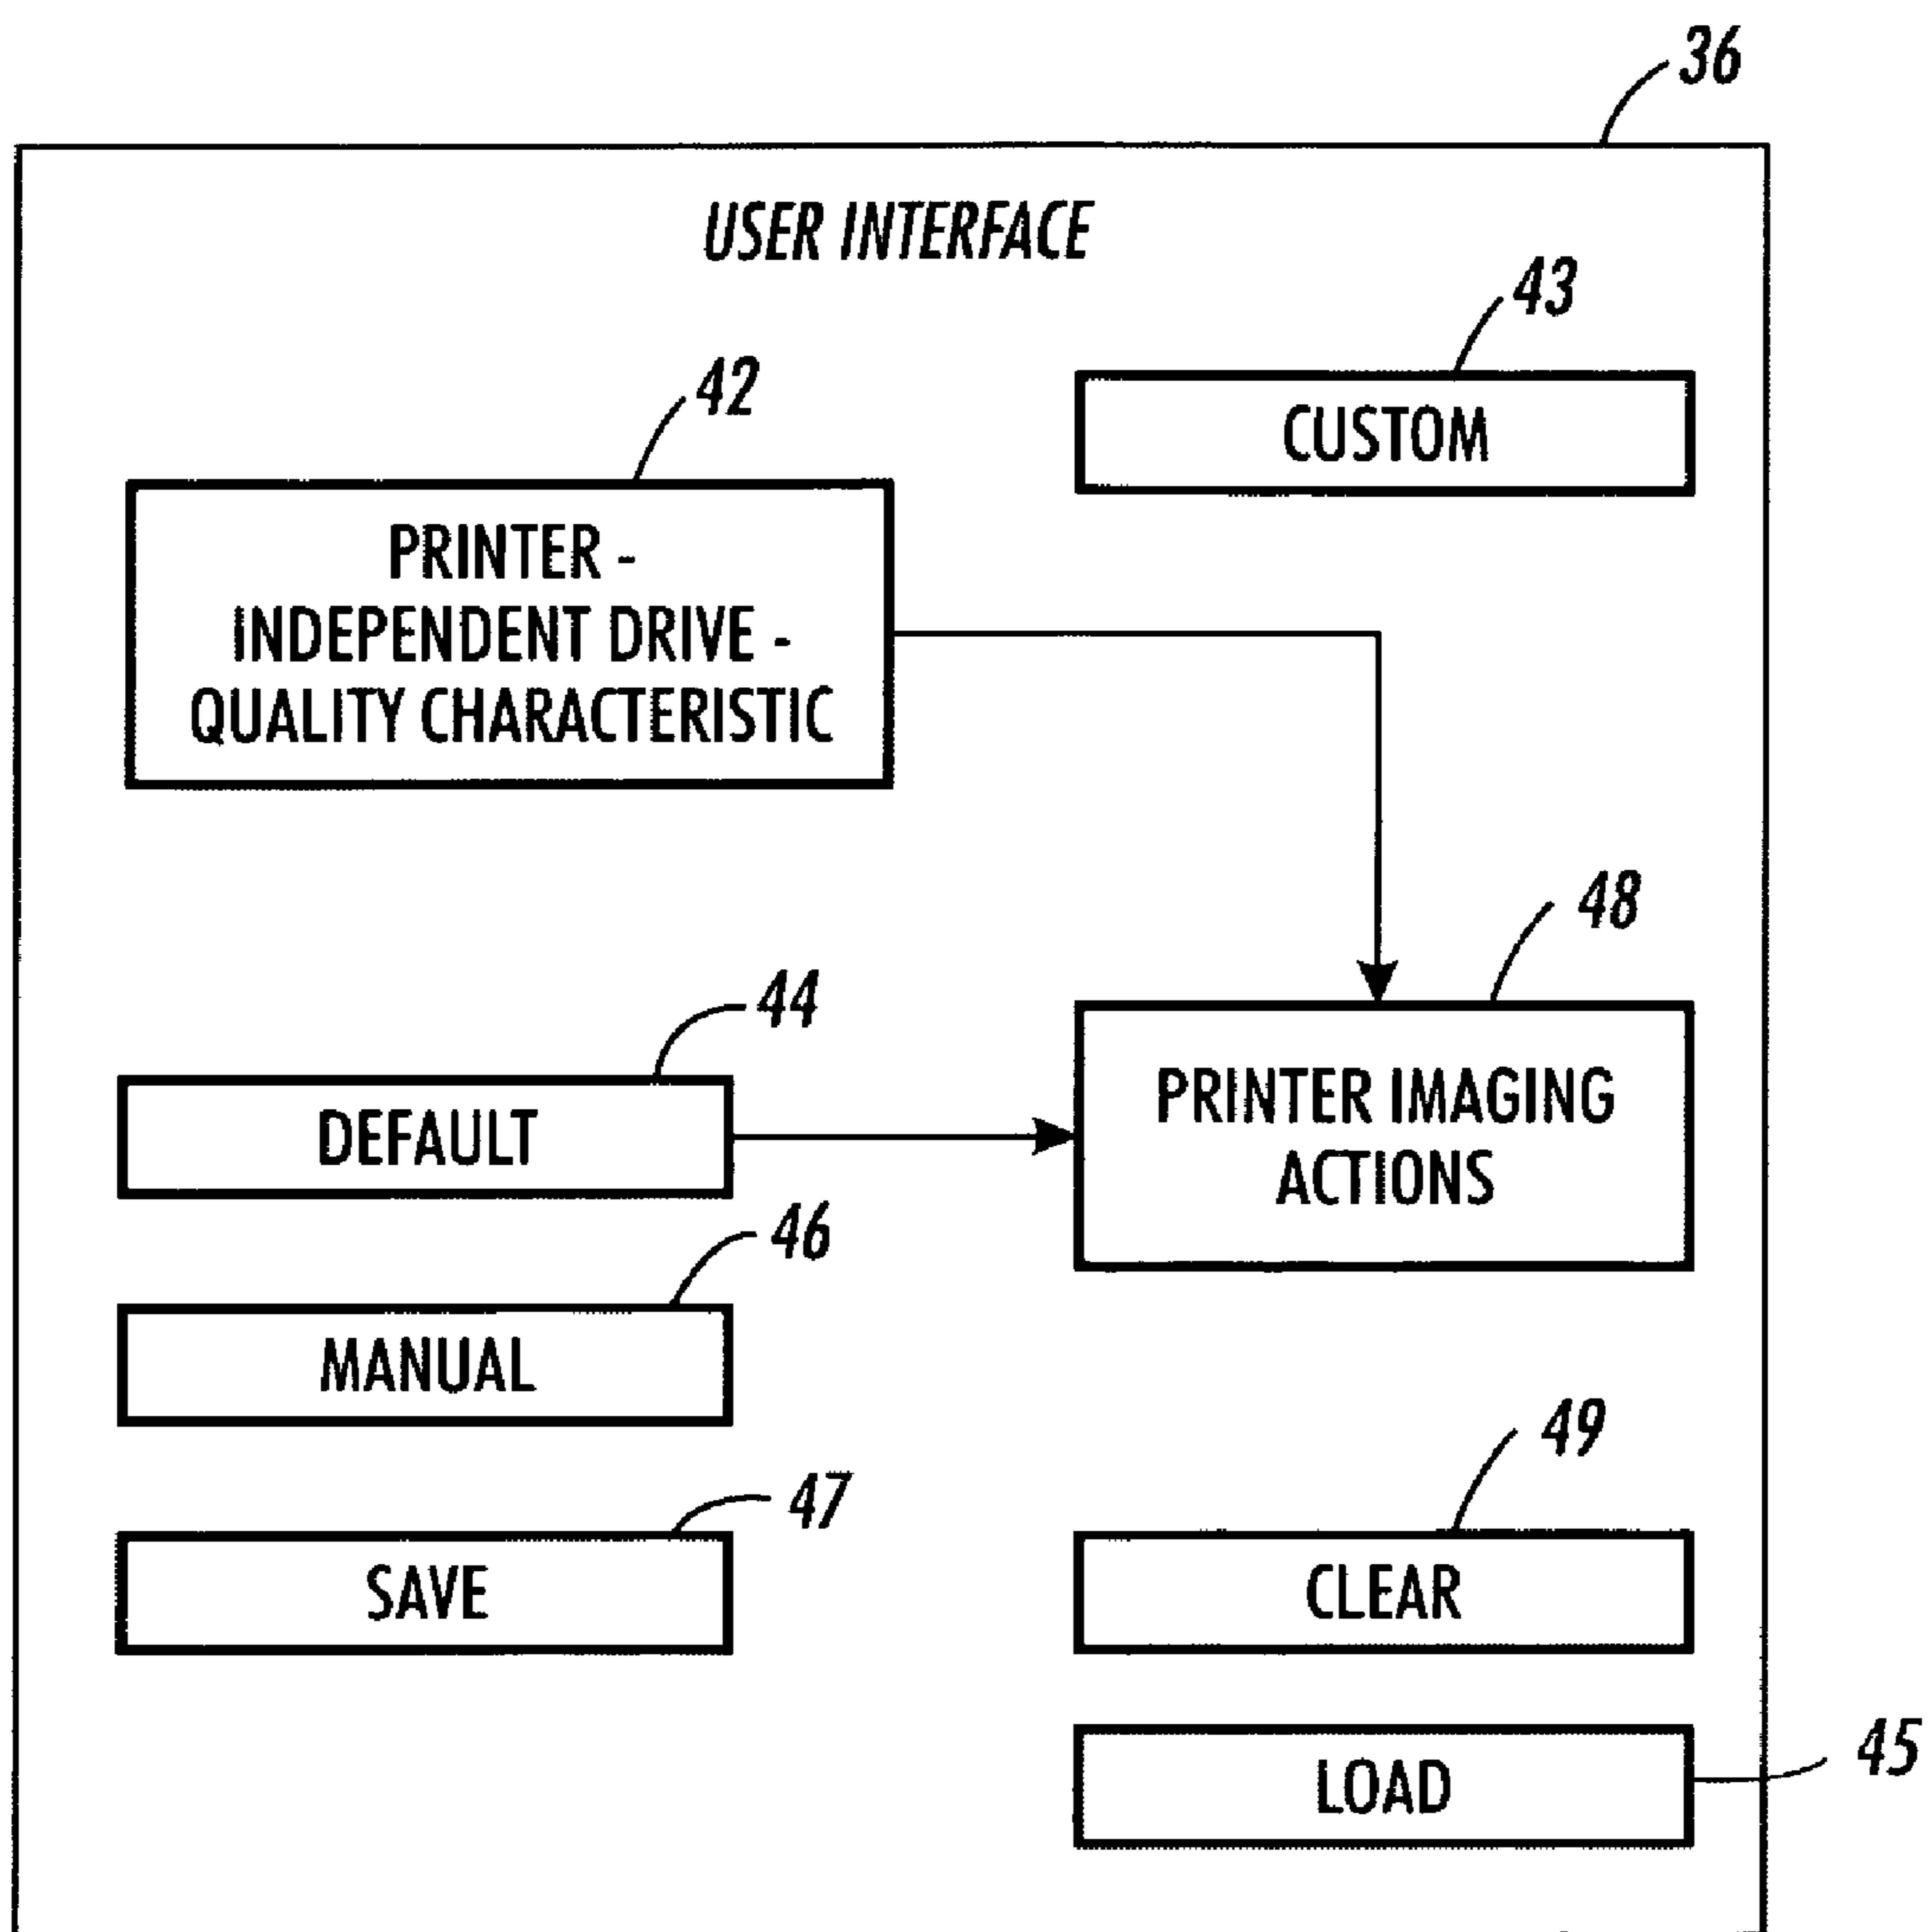 36
USER INTERFACE
43
CUSTOM
42
PRINTER -
INDEPENDENT DRIVE -
QUALITY CHARACTERISTIC
48
PRINTER IMAGING
ACTIONS
44
DEFAULT
46
MANUAL
47
SAVE
49
CLEAR
45
LOAD